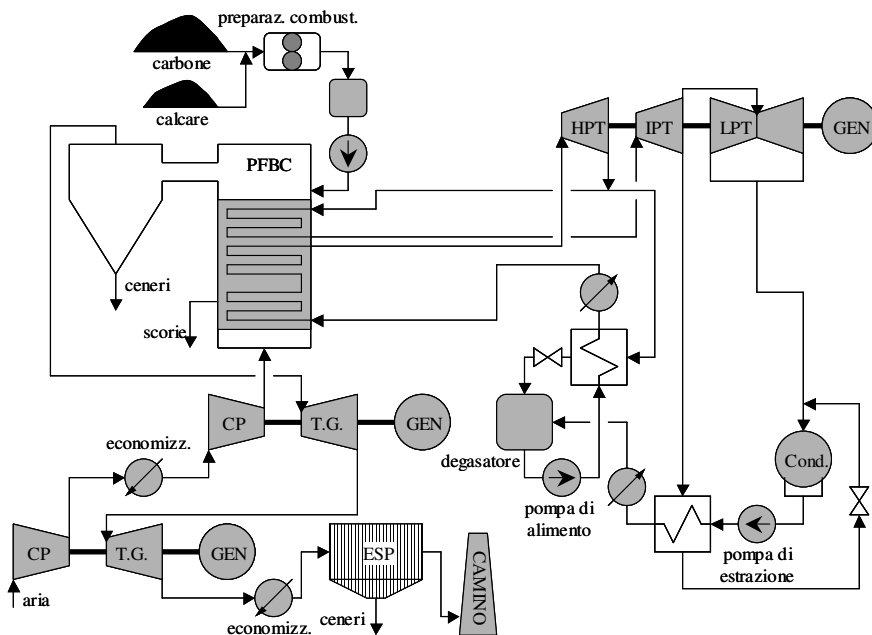 preparaz. combust.
carbone
calcare
PFBC
HPT
IPT
LPT
GEN
ceneri
scorie
CP
T.G.
GEN
economizz.
degasatore
pompa di
alimento
Cond.
pompa di
estrazione
CP
T.G.
GEN
ESP
CAMINO
aria
economizz.
ceneri